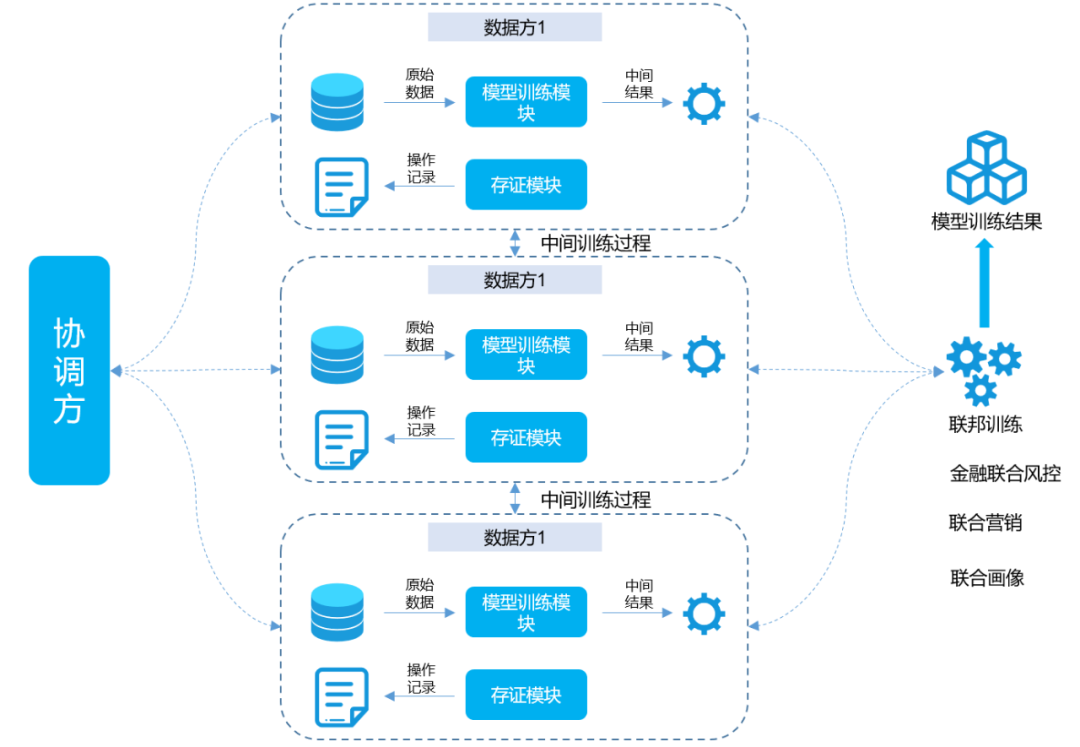 协
调
方
数据方1
原始
数据
模型训练模
块
中间
结果
操作
记录
存证模块
中间训练过程
数据方1
原始
数据
模型训练模
块
中间
结果
操作
记录
存证模块
中间训练过程
数据方1
原始
数据
模型训练模
块
中间
结果
操作
记录
存证模块
模型训练结果
联邦训练
金融联合风控
联合营销
联合画像